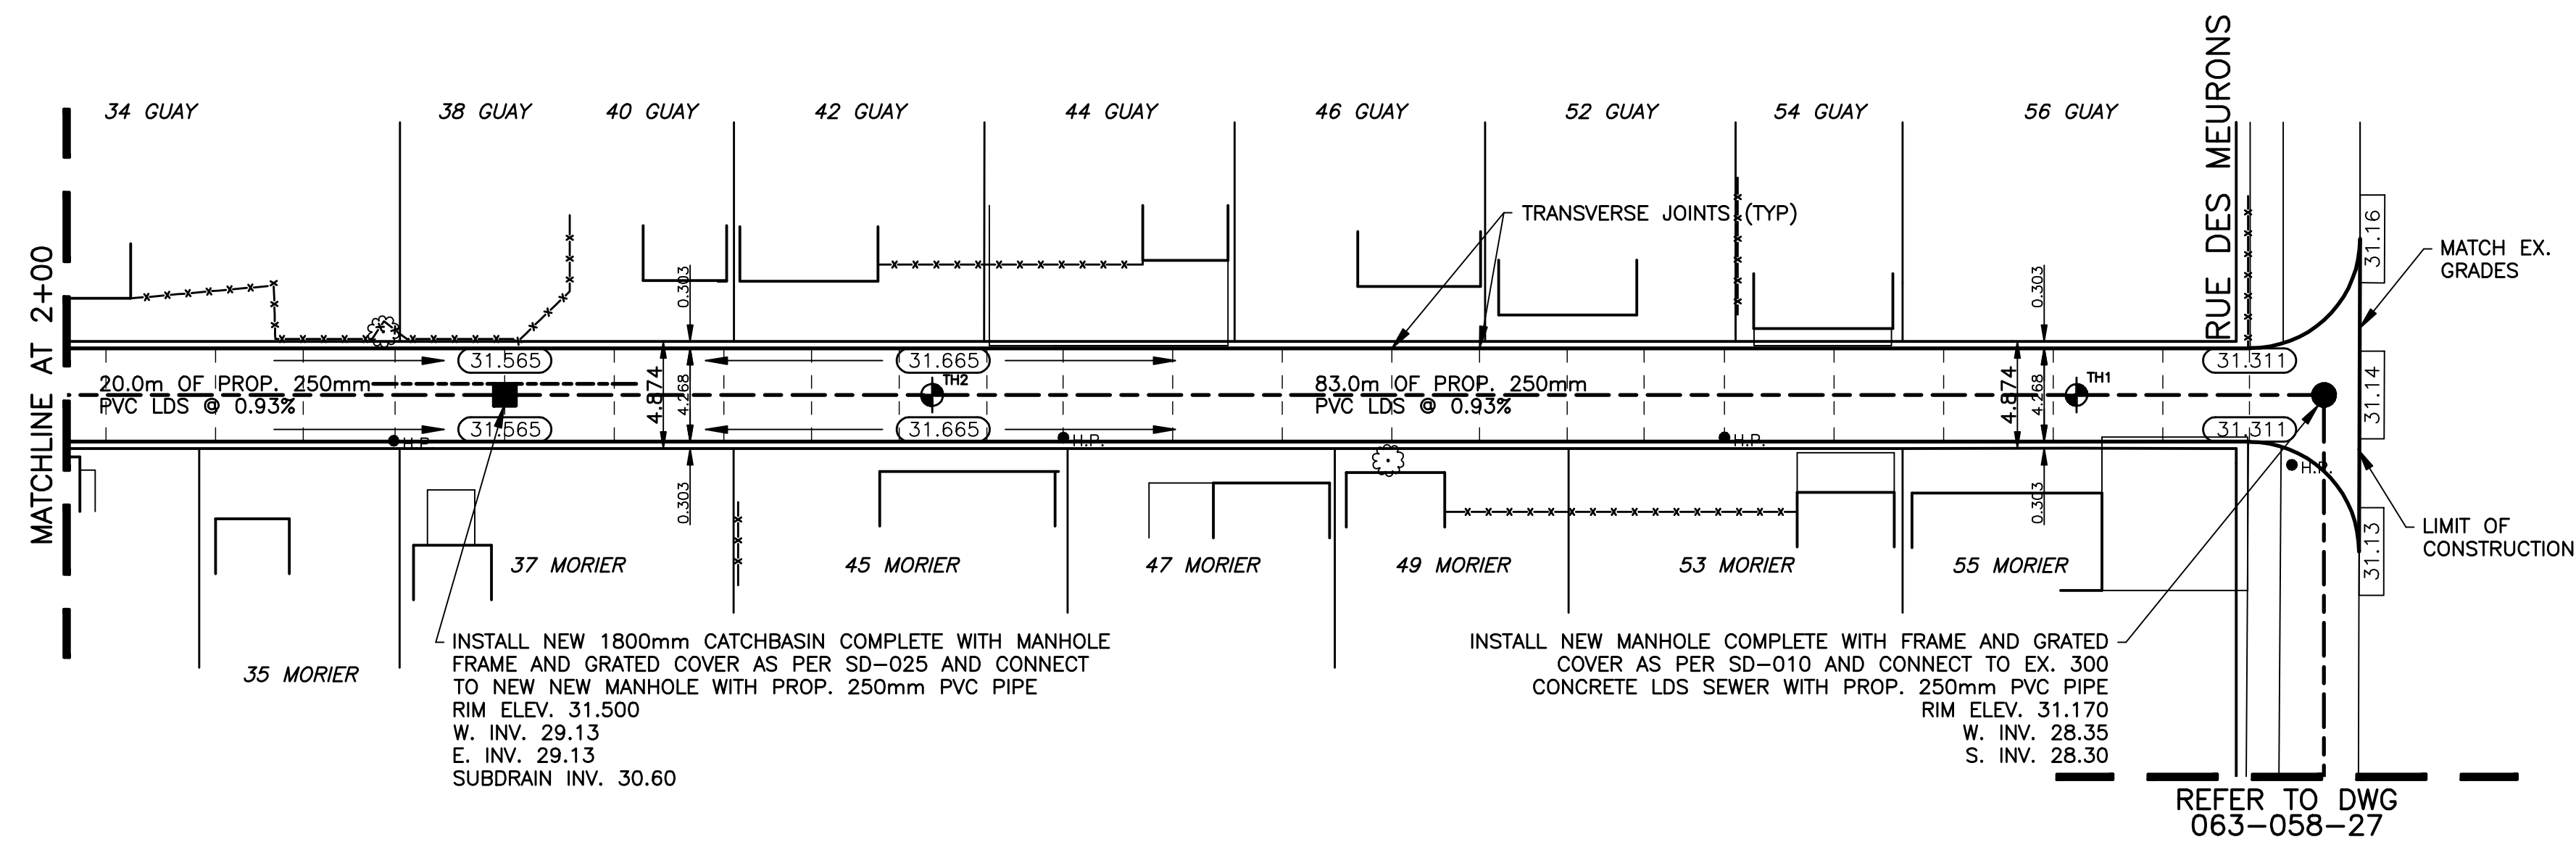 34 GUAY
38 GUAY
40 GUAY
42 GUAY
44 GUAY
46 GUAY
52 GUAY
54 GUAY
56 GUAY
RUE DES MEURONS
MATCHLINE AT 2+00
TRANSVERSE JOINTS (TYP)
31.16
MATCH EX.
GRADES
0.303
0.303
31.565
31.665
31.311
20.0m OF PROP. 250mm
PVC LDS @ 0.93%
4.874
4.268
TH2
83.0m OF PROP. 250mm
PVC LDS @ 0.93%
4.874
4.268
TH1
31.14
31.565
31.665
31.311
H.P.
H.P.
H.P.
H.P.
0.303
0.303
31.13
LIMIT OF
CONSTRUCTION
37 MORIER
45 MORIER
47 MORIER
49 MORIER
53 MORIER
55 MORIER
35 MORIER
INSTALL NEW 1800mm CATCHBASIN COMPLETE WITH MANHOLE
FRAME AND GRATED COVER AS PER SD-025 AND CONNECT
TO NEW NEW MANHOLE WITH PROP. 250mm PVC PIPE
RIM ELEV. 31.500
W. INV. 29.13
E. INV. 29.13
SUBDRAIN INV. 30.60
INSTALL NEW MANHOLE COMPLETE WITH FRAME AND GRATED
COVER AS PER SD-010 AND CONNECT TO EX. 300
CONCRETE LDS SEWER WITH PROP. 250mm PVC PIPE
RIM ELEV. 31.170
W. INV. 28.35
S. INV. 28.30
REFER TO DWG
063-058-27